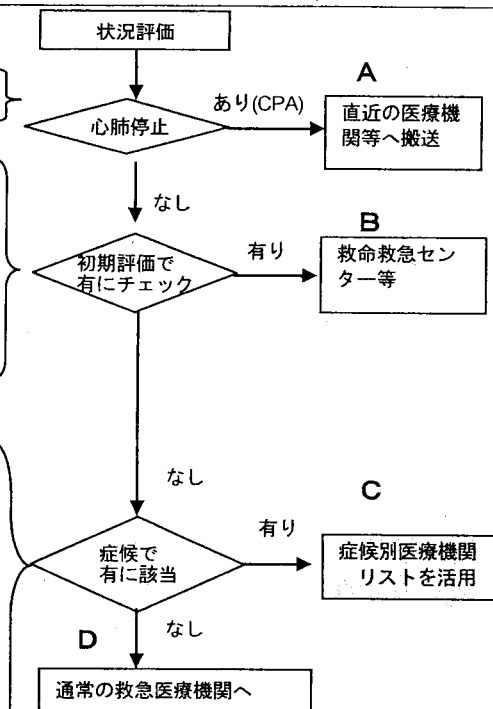 状況評価
A
あり(CPA)
心肺停止
直近の医療機
関等へ搬送
なし
B
有り
初期評価で
有にチェック
救命救急セン
ター等
なし
C
有り
症候で
有に該当
症候別医療機関
リストを活用
なし
D
通常の救急医療機関へ